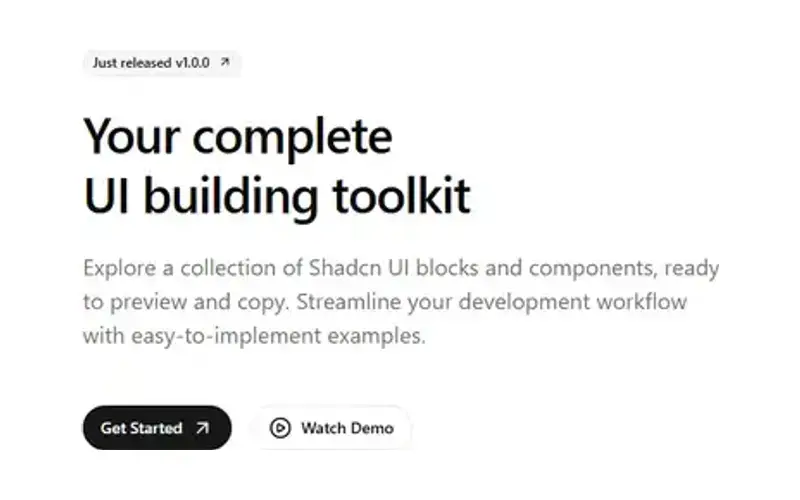 Just released v1.0.0
Your complete
UI building toolkit
Explore a collection of Shadcn UI blocks and components, ready
to preview and copy. Streamline your development workflow
with easy-to-implement examples.
Get Started
Watch Demo